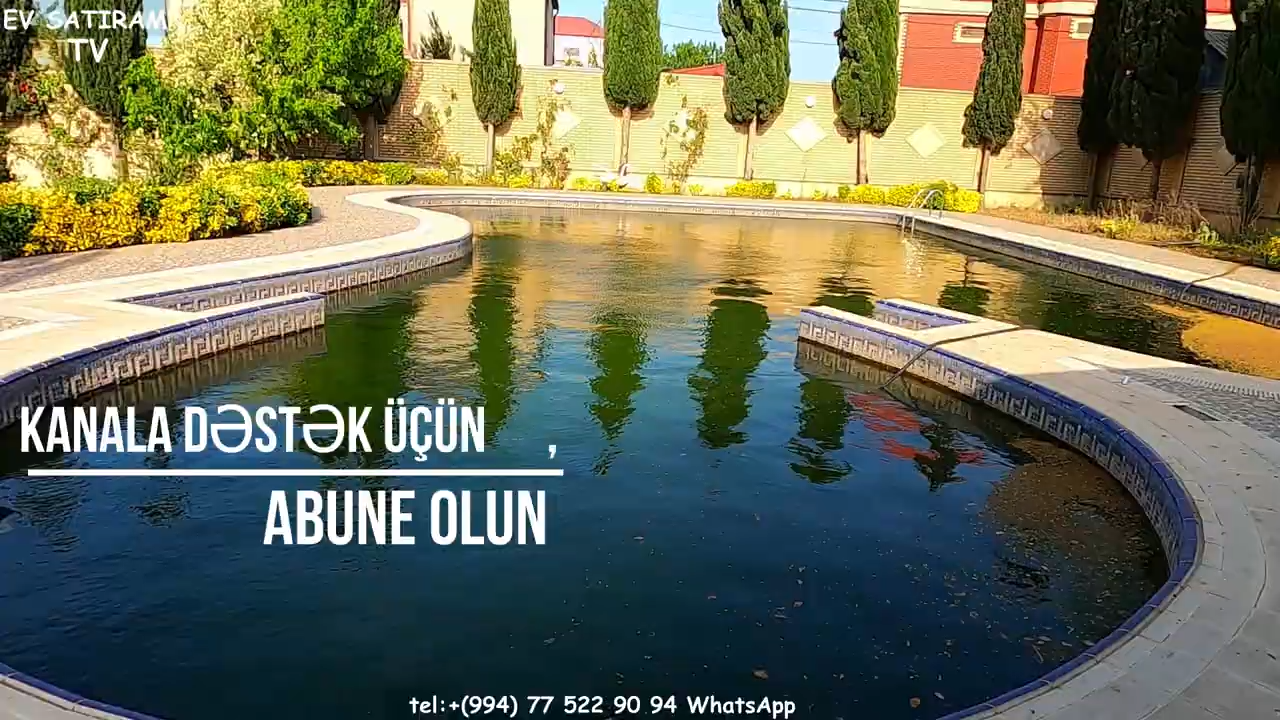 EV SATIRAM
TV
KANALA DƏSTƏK ÜÇÜN ,
ABUNE OLUN
tel:+(994) 77 522 90 94 WhatsApp